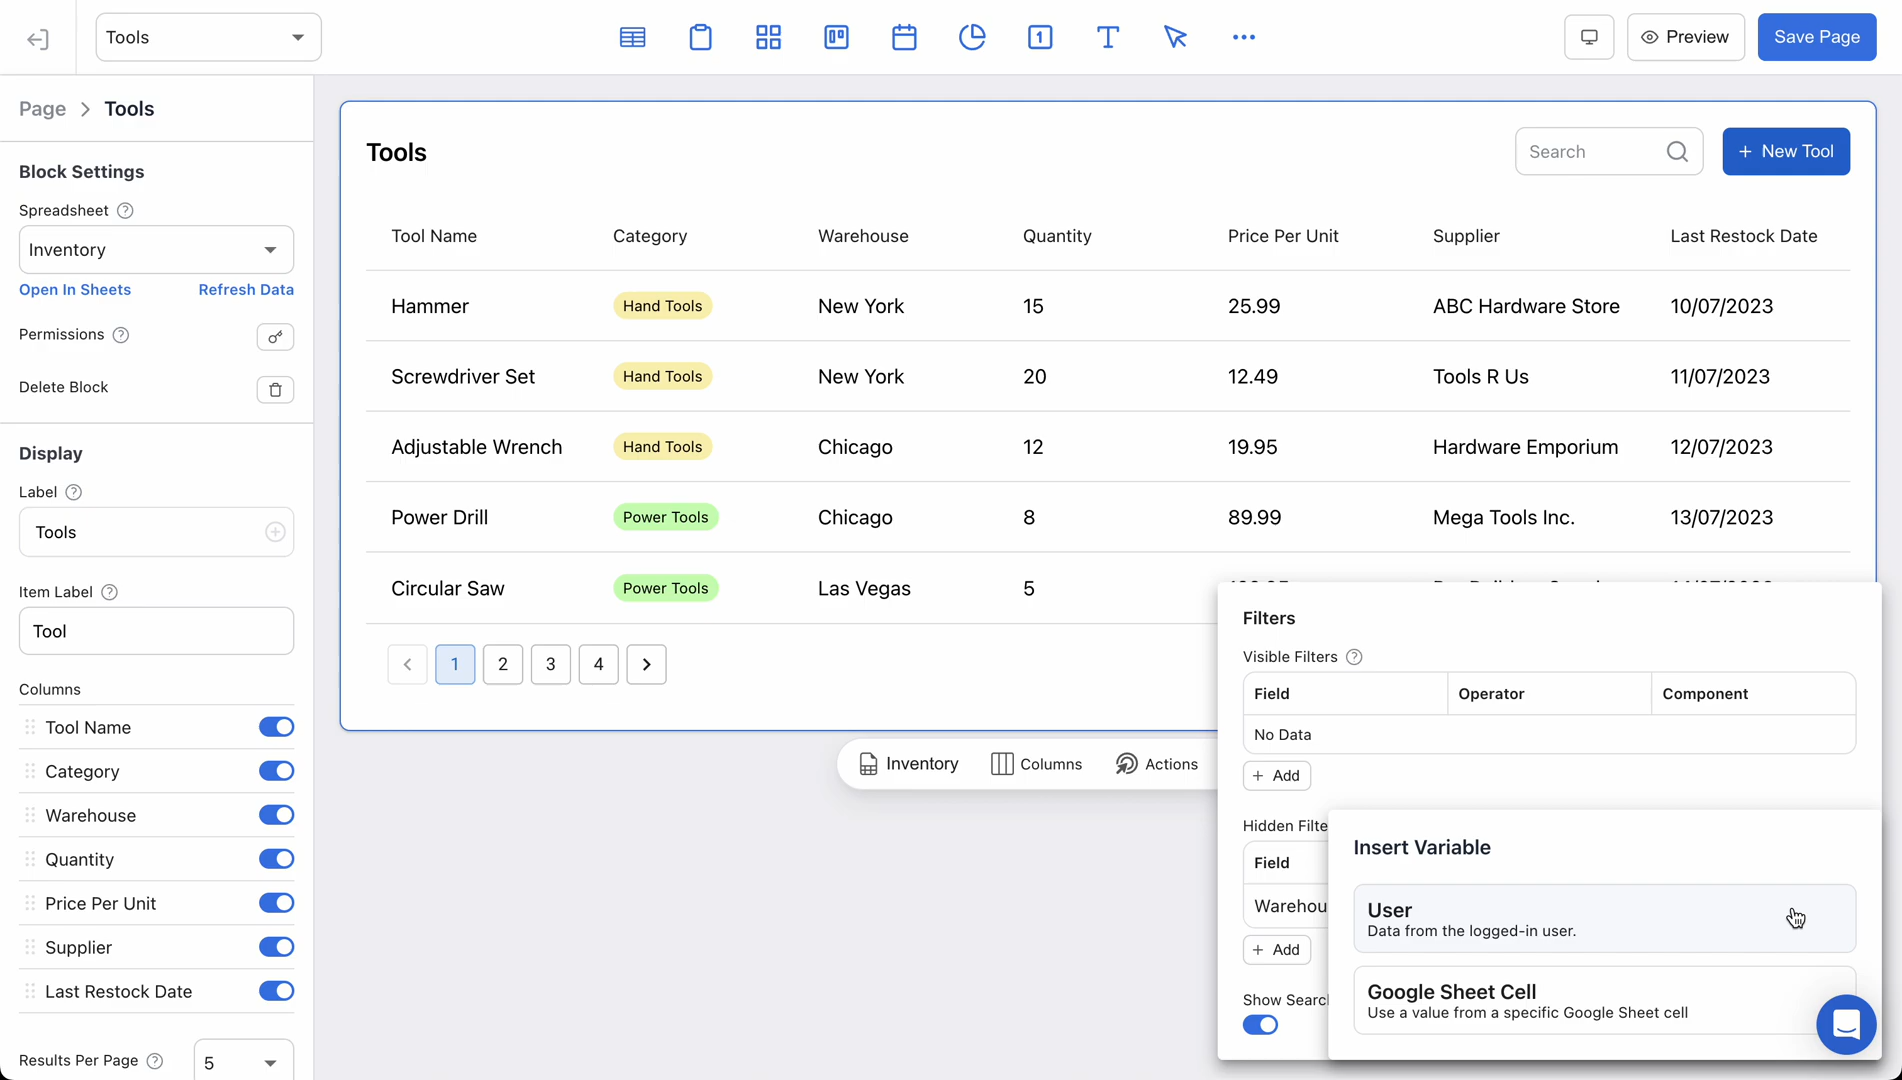 Tools
1
T
Preview
Save Page
Page > Tools
Block Settings
Spreadsheet ?
Inventory
Open In Sheets
Refresh Data
Permissions ?
Delete Block
Display
Label ?
Tools
Item Label ?
Tool
Columns
Tool Name
Category
Warehouse
Quantity
Price Per Unit
Supplier
Last Restock Date
Results Per Page ?
5
Tools
Search
+ New Tool
Tool Name Category Warehouse Quantity Price Per Unit Supplier Last Restock Date
Hammer Hand Tools New York 15 25.99 ABC Hardware Store 10/07/2023
Screwdriver Set Hand Tools New York 20 12.49 Tools R Us 11/07/2023
Adjustable Wrench Hand Tools Chicago 12 19.95 Hardware Emporium 12/07/2023
Power Drill Power Tools Chicago 8 89.99 Mega Tools Inc. 13/07/2023
Circular Saw Power Tools Las Vegas 5
< 1 2 3 4 >
Inventory
Columns
Actions
Filters
Visible Filters ?
Field Operator Component
No Data
+ Add
Hidden Filte
Field
Warehou
+ Add
Show Search
Insert Variable
User
Data from the logged-in user.
Google Sheet Cell
Use a value from a specific Google Sheet cell